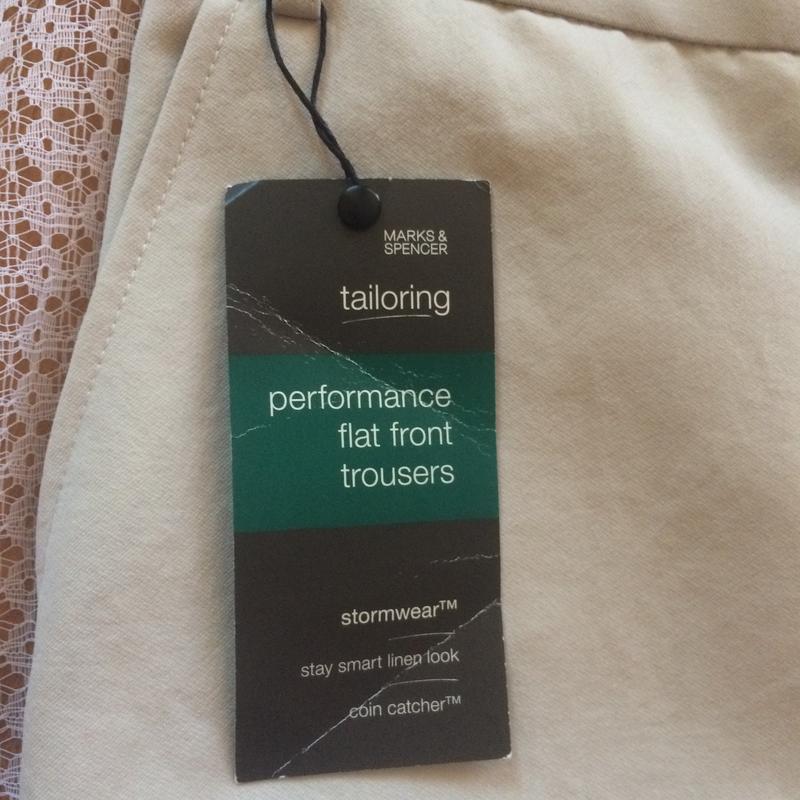 MARKS &
SPENCER
tailoring
performance
flat front
trousers
stormwear™
stay smart linen look
coin catcher™